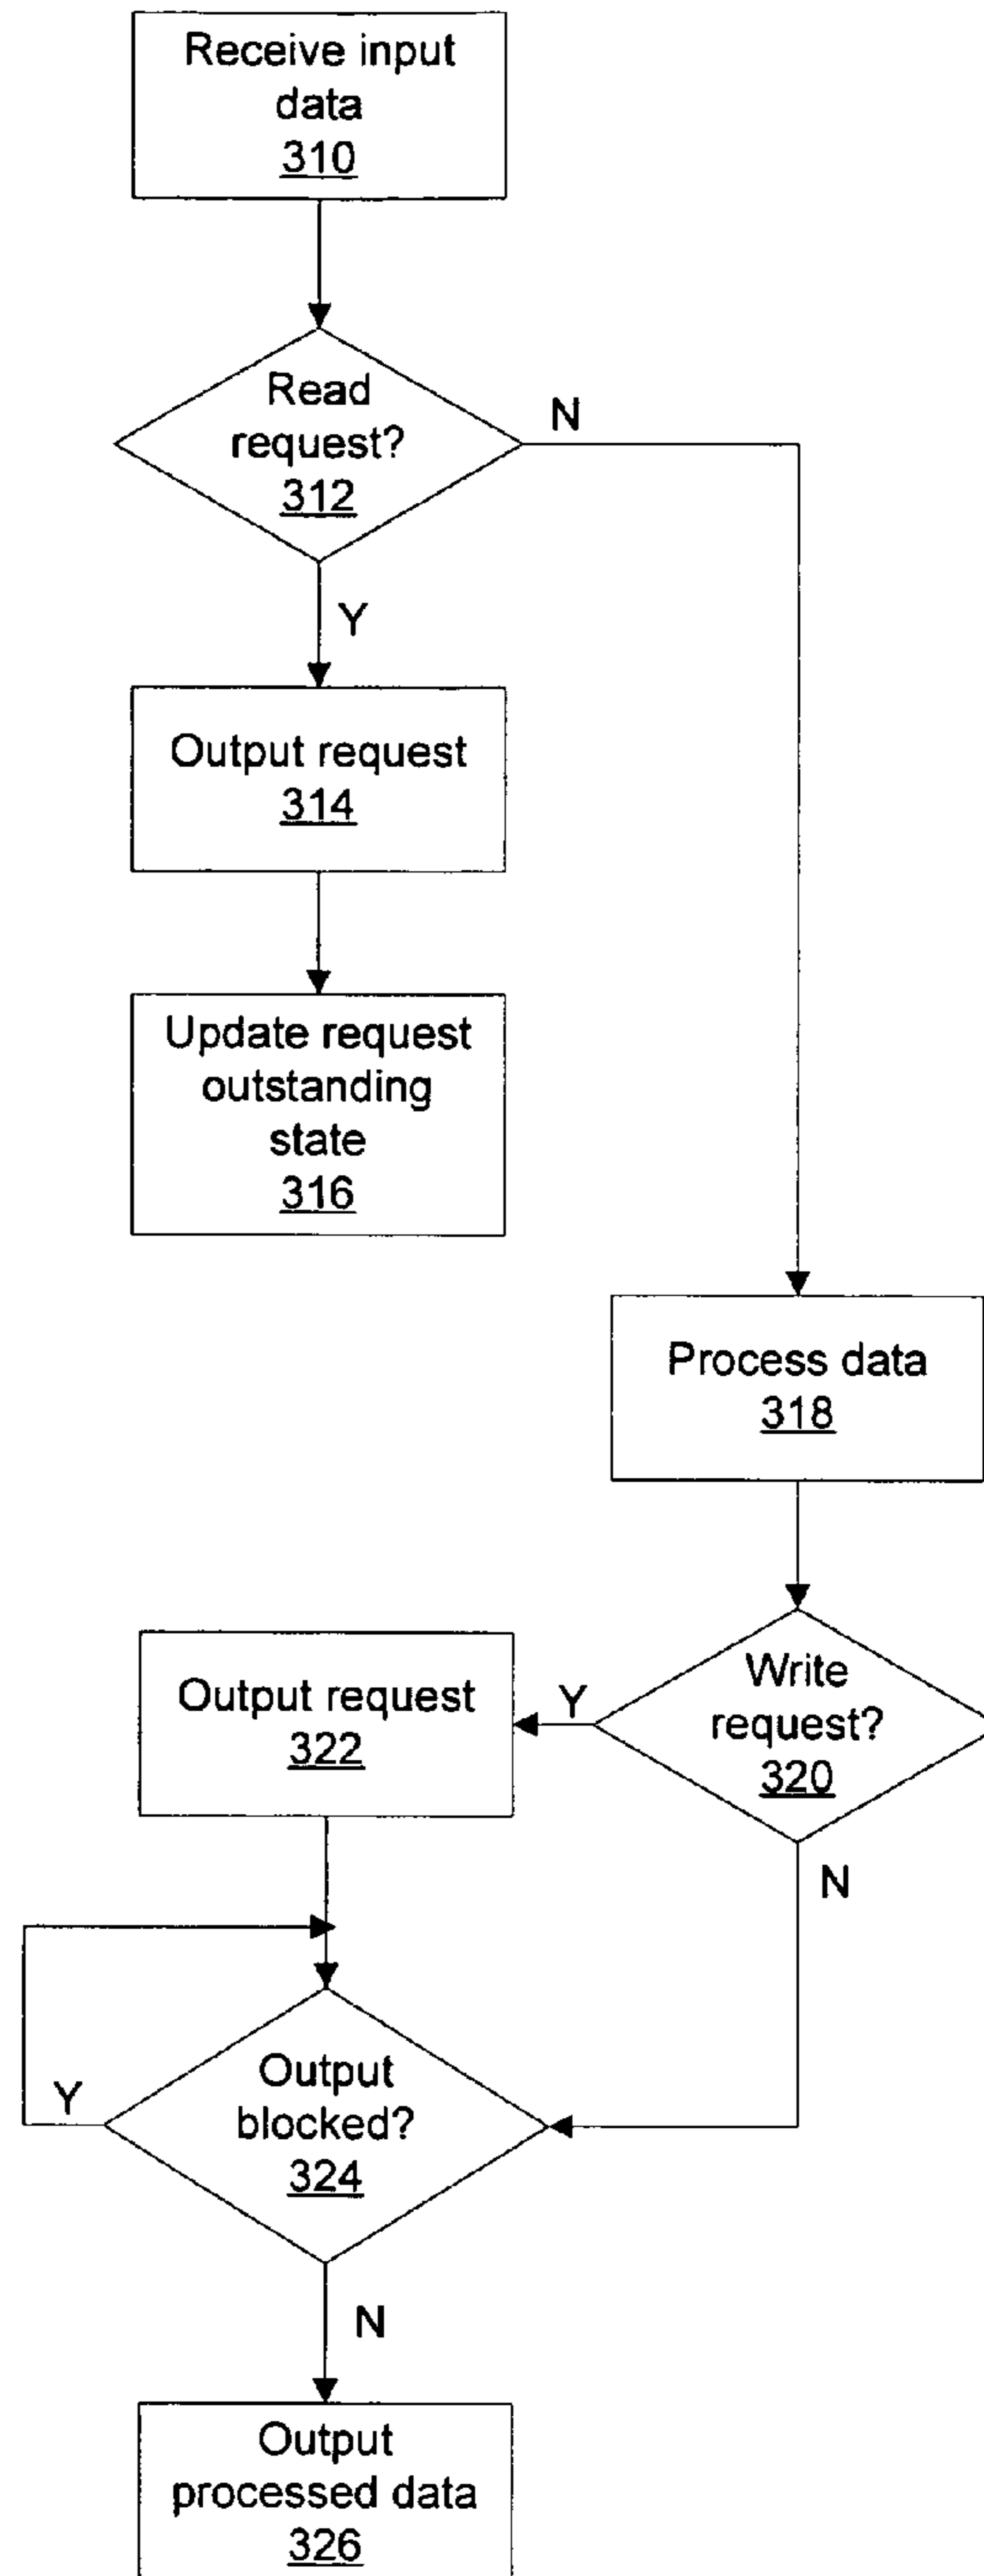 Receive input
data
310
Read
request?
312
N
Y
Output request
314
Update request
outstanding
state
316
Process data
318
Write
request?
320
Y
N
Output request
322
Output
blocked?
324
Y
N
Output
processed data
326